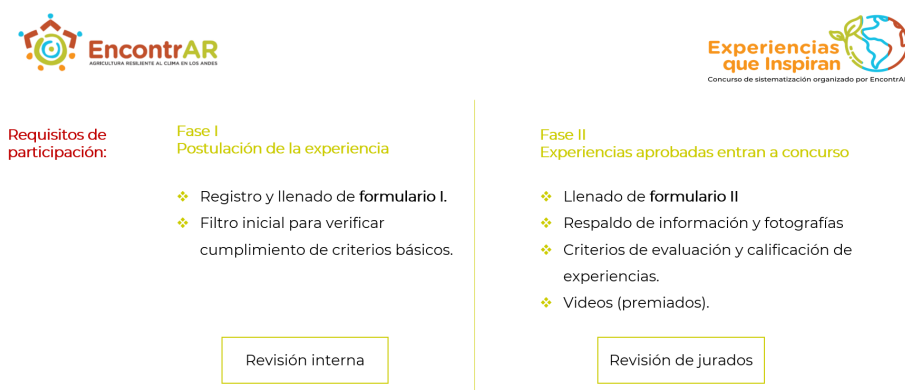 EncontrAR
AGRICULTURA RESILIENTE AL CLIMA EN LOS ANDES
Experiencias
que Inspiran
Concurso de sistematización organizado por EncontrAR
Requisitos de
participación:
Fase I
Postulación de la experiencia
Registro y llenado de formulario I.
Filtro inicial para verificar
cumplimiento de criterios básicos.
Revisión interna
Fase II
Experiencias aprobadas entran a concurso
Llenado de formulario II
Respaldo de información y fotografías
Criterios de evaluación y calificación de
experiencias.
Videos (premiados).
Revisión de jurados